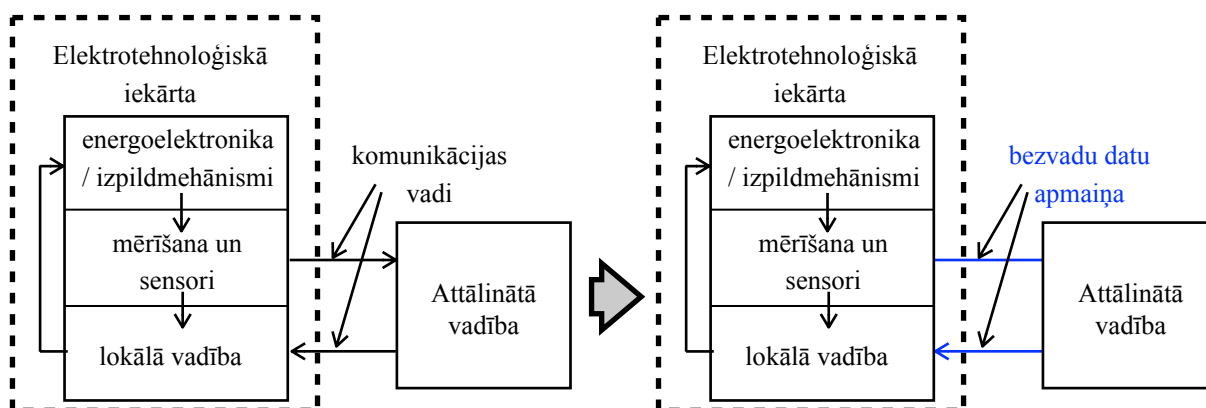 Elektrotehnoloģiskā
iekārta
energoelektronika
/ izpildmehānismi
mērīšana un
sensori
lokālā vadība
komunikācijas
vadi
Attālinātā
vadība
Elektrotehnoloģiskā
iekārta
energoelektronika
/ izpildmehānismi
mērīšana un
sensori
lokālā vadība
bezvadu datu
apmaiņa
Attālinātā
vadība